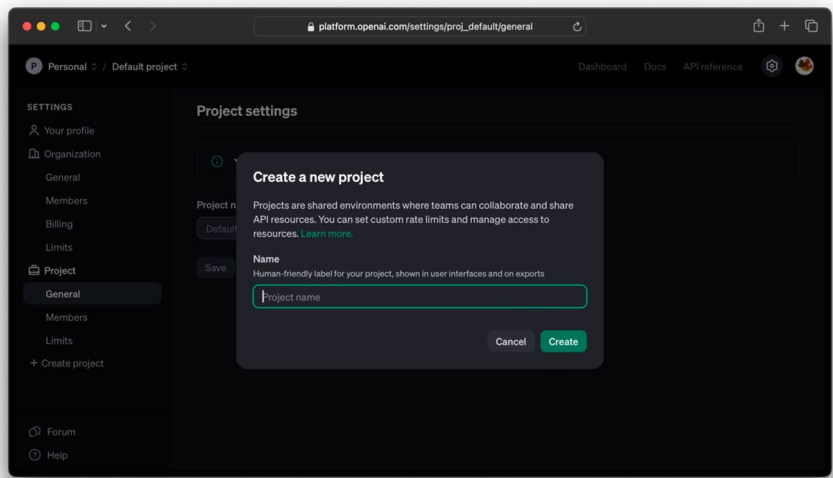 platform.openai.com/settings/proj_default/general
P Personal / Default project
Dashboard Docs API reference
SETTINGS
Your profile
Organization
General
Members
Billing
Limits
Project
General
Members
Limits
+ Create project
Forum
Help
Project settings
Project n
Default
Save
Create a new project
Projects are shared environments where teams can collaborate and share
API resources. You can set custom rate limits and manage access to
resources. Learn more.
Name
Human-friendly label for your project, shown in user interfaces and on exports
Project name
Cancel Create